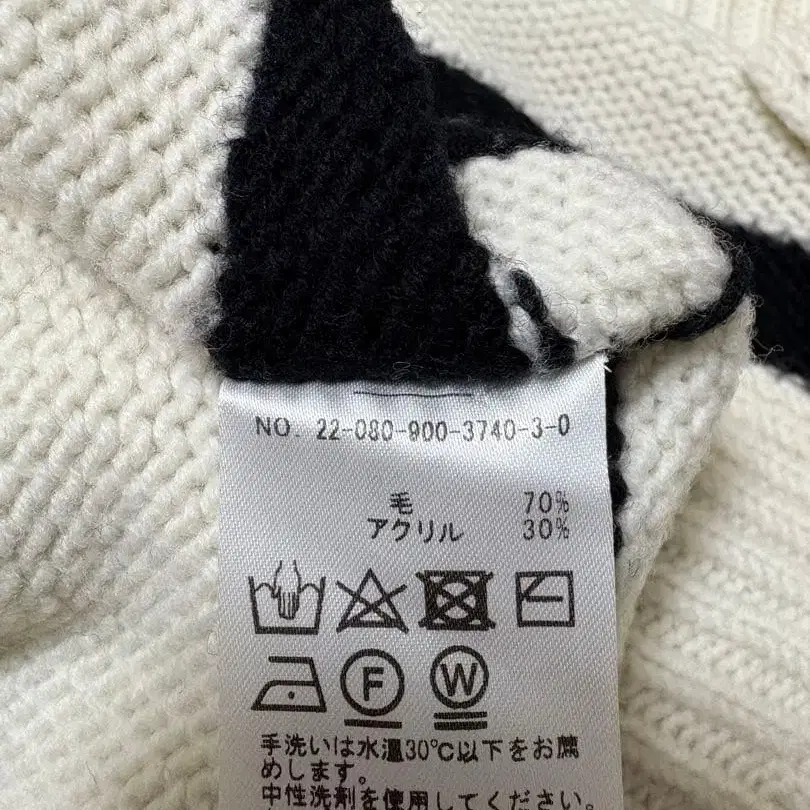 NO. 22-080-900-3740-3-0
毛 70%
アクリル 30%
F W
手洗いは水温30℃以下をお薦
めします。
中性洗剤を使用してください。